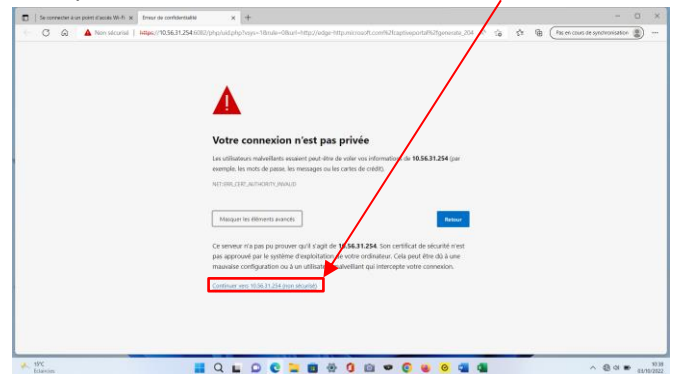 Se connecter à un point d'accès Wi-Fi
Erreur de confidentialité
Non sécurisé
https://10.56.31.254:6082/php/uid.php?vsys=1&rule=0&url=http://edge-http.microsoft.com%2fcaptiveportal%2fgenerate_204
Pas en cours de synchronisation
Votre connexion n'est pas privée
Les utilisateurs malveillants essaient peut-être de voler vos informations de 10.56.31.254 (par
exemple, les mots de passe, les messages ou les cartes de crédit).
NET::ERR_CERT_AUTHORITY_INVALID
Masquer les éléments avancés
Retour
Ce serveur n'a pas pu prouver qu'il s'agit de 10.56.31.254. Son certificat de sécurité n'est
pas approuvé par le système d'exploitation de votre ordinateur. Cela peut être dû à une
mauvaise configuration ou à un utilisateur malveillant qui intercepte votre connexion.
Continuer vers 10.56.31.254 (non sécurisé)
15°C
Éclaircies
10:38
03/10/2022